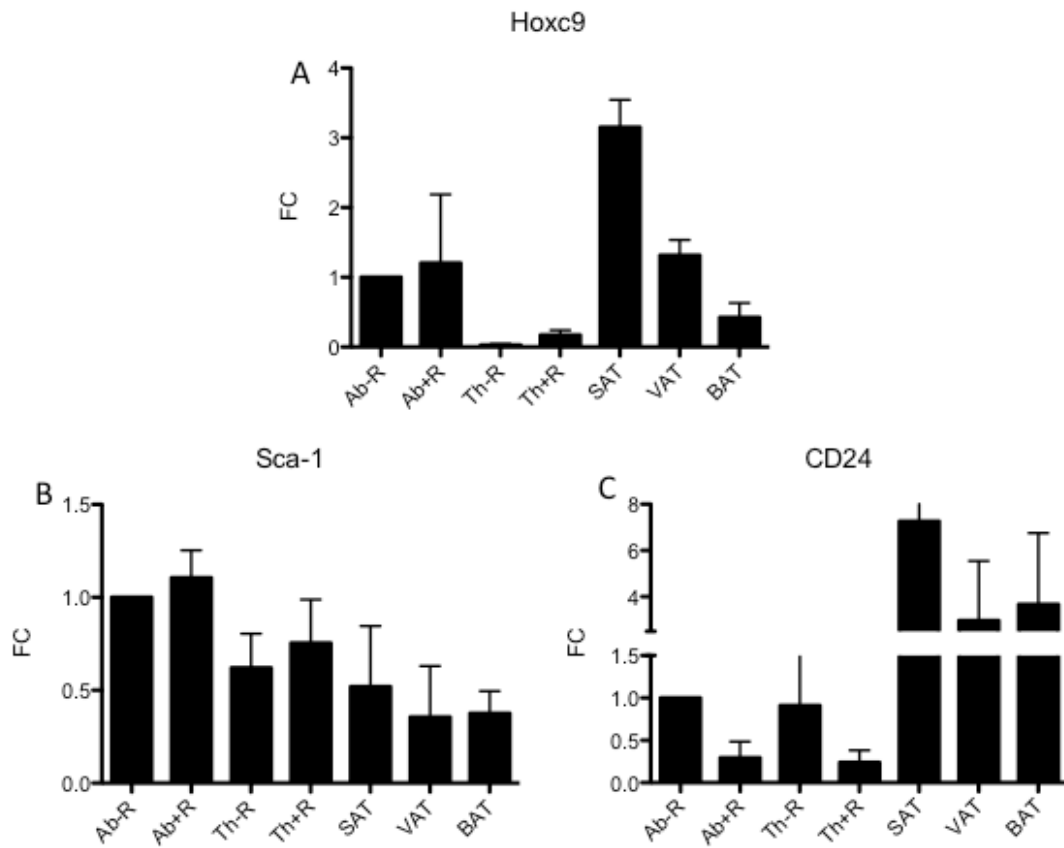 Hoxc9
A
4
3
2
1
0
FC
Ab-R Ab+R Th-R Th+R SAT VAT BAT
Sca-1
B
1.5
1.0
0.5
0.0
FC
Ab-R Ab+R Th-R Th+R SAT VAT BAT
CD24
C
8
6
4
1.5
1.0
0.5
0.0
FC
Ab-R Ab+R Th-R Th+R SAT VAT BAT